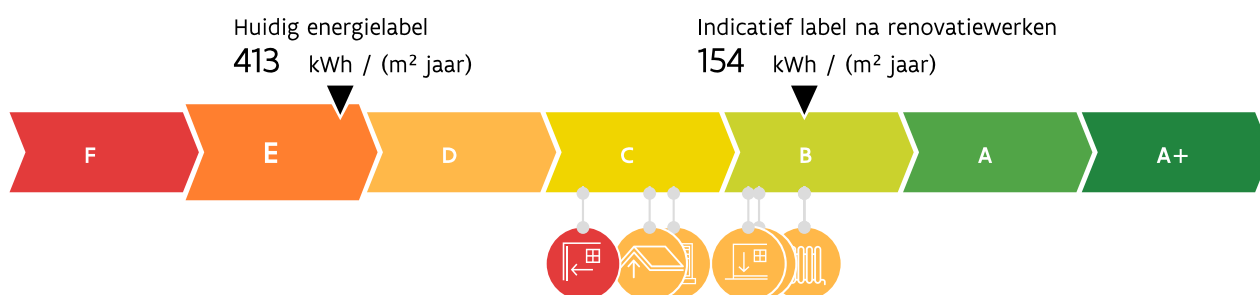 Huidig energielabel
413 kWh / (m² jaar)
Indicatief label na renovatiewerken
154 kWh / (m² jaar)
F E D C B A A+